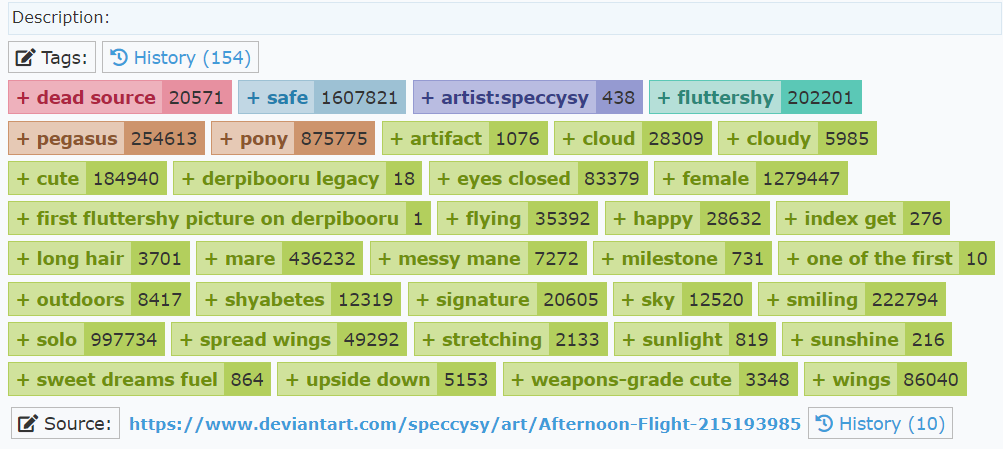 Description:
Tags: History (154)
+ dead source 20571 + safe 1607821 + artist:speccysy 438 + fluttershy 202201
+ pegasus 254613 + pony 875775 + artifact 1076 + cloud 28309 + cloudy 5985
+ cute 184940 + derpibooru legacy 18 + eyes closed 83379 + female 1279447
+ first fluttershy picture on derpibooru 1 + flying 35392 + happy 28632 + index get 276
+ long hair 3701 + mare 436232 + messy mane 7272 + milestone 731 + one of the first 10
+ outdoors 8417 + shyabetes 12319 + signature 20605 + sky 12520 + smiling 222794
+ solo 997734 + spread wings 49292 + stretching 2133 + sunlight 819 + sunshine 216
+ sweet dreams fuel 864 + upside down 5153 + weapons-grade cute 3348 + wings 86040
Source: https://www.deviantart.com/speccysy/art/Afternoon-Flight-215193985 History (10)